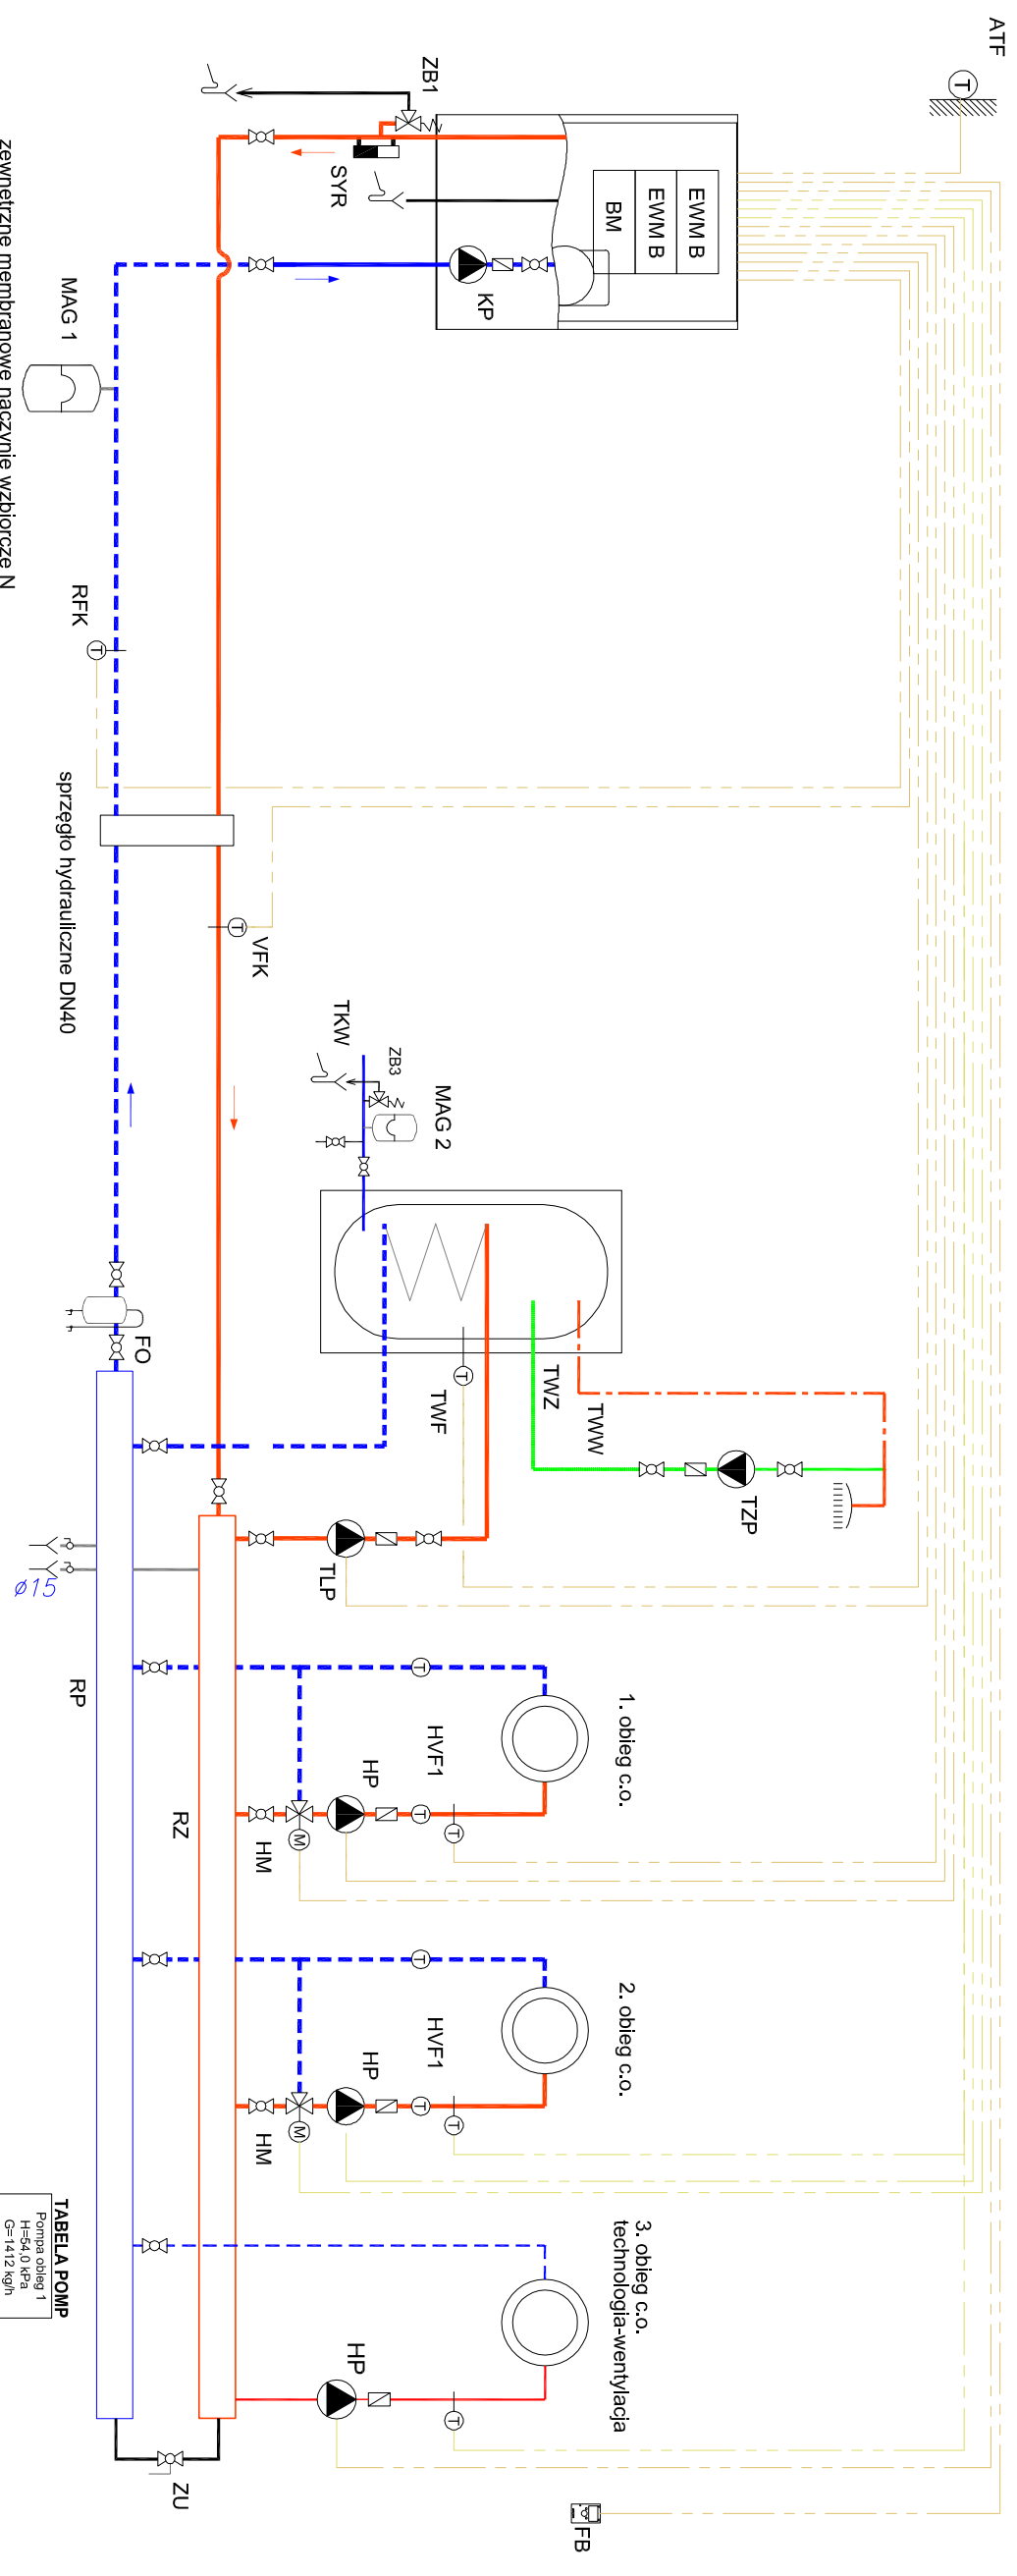 ATF
ZB1
SYR
BM
EWM B
EWM B
KP
MAG 1
zewnetrzne membranowe naczynie wzbiorcze N
RFK
sprzęgło hydrauliczne DN40
VFK
TKW
ZB3
MAG 2
FO
TWF
TWZ
TWW
TZP
TLP
ø15
RP
RZ
1. obieg c.o.
HVF1
HP
HM
2. obieg c.o.
HVF1
HP
HM
3. obieg c.o.
technologia-wentylacja
HP
ZU
FB
TABELA POMP
Pompa obieg 1
H=54,0 kPa
G=1412 kg/h
T
T
T
T
T
T
T
M
T
T
T
M
T